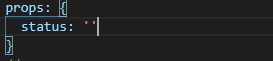 props: {
  status: ''
}